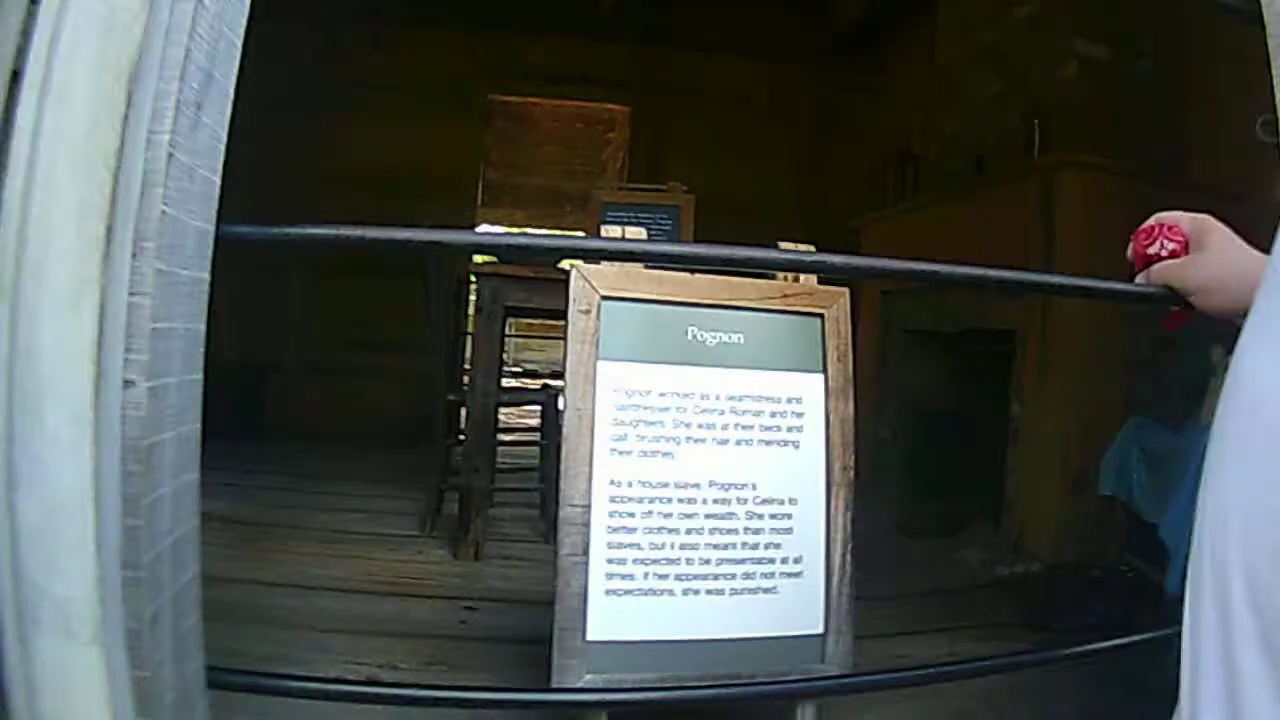 Pognon
Pognon worked as a seamstress and
hairdresser for Celina Roman and her
daughters. She was at their beck and
call, brushing their hair and mending
their clothes.
As a house slave, Pognon's
appearance was a way for Celina to
show off her own wealth. She wore
better clothes and shoes than most
slaves, but it also meant that she
was expected to be presentable at all
times. If her appearance did not meet
expectations, she was punished.